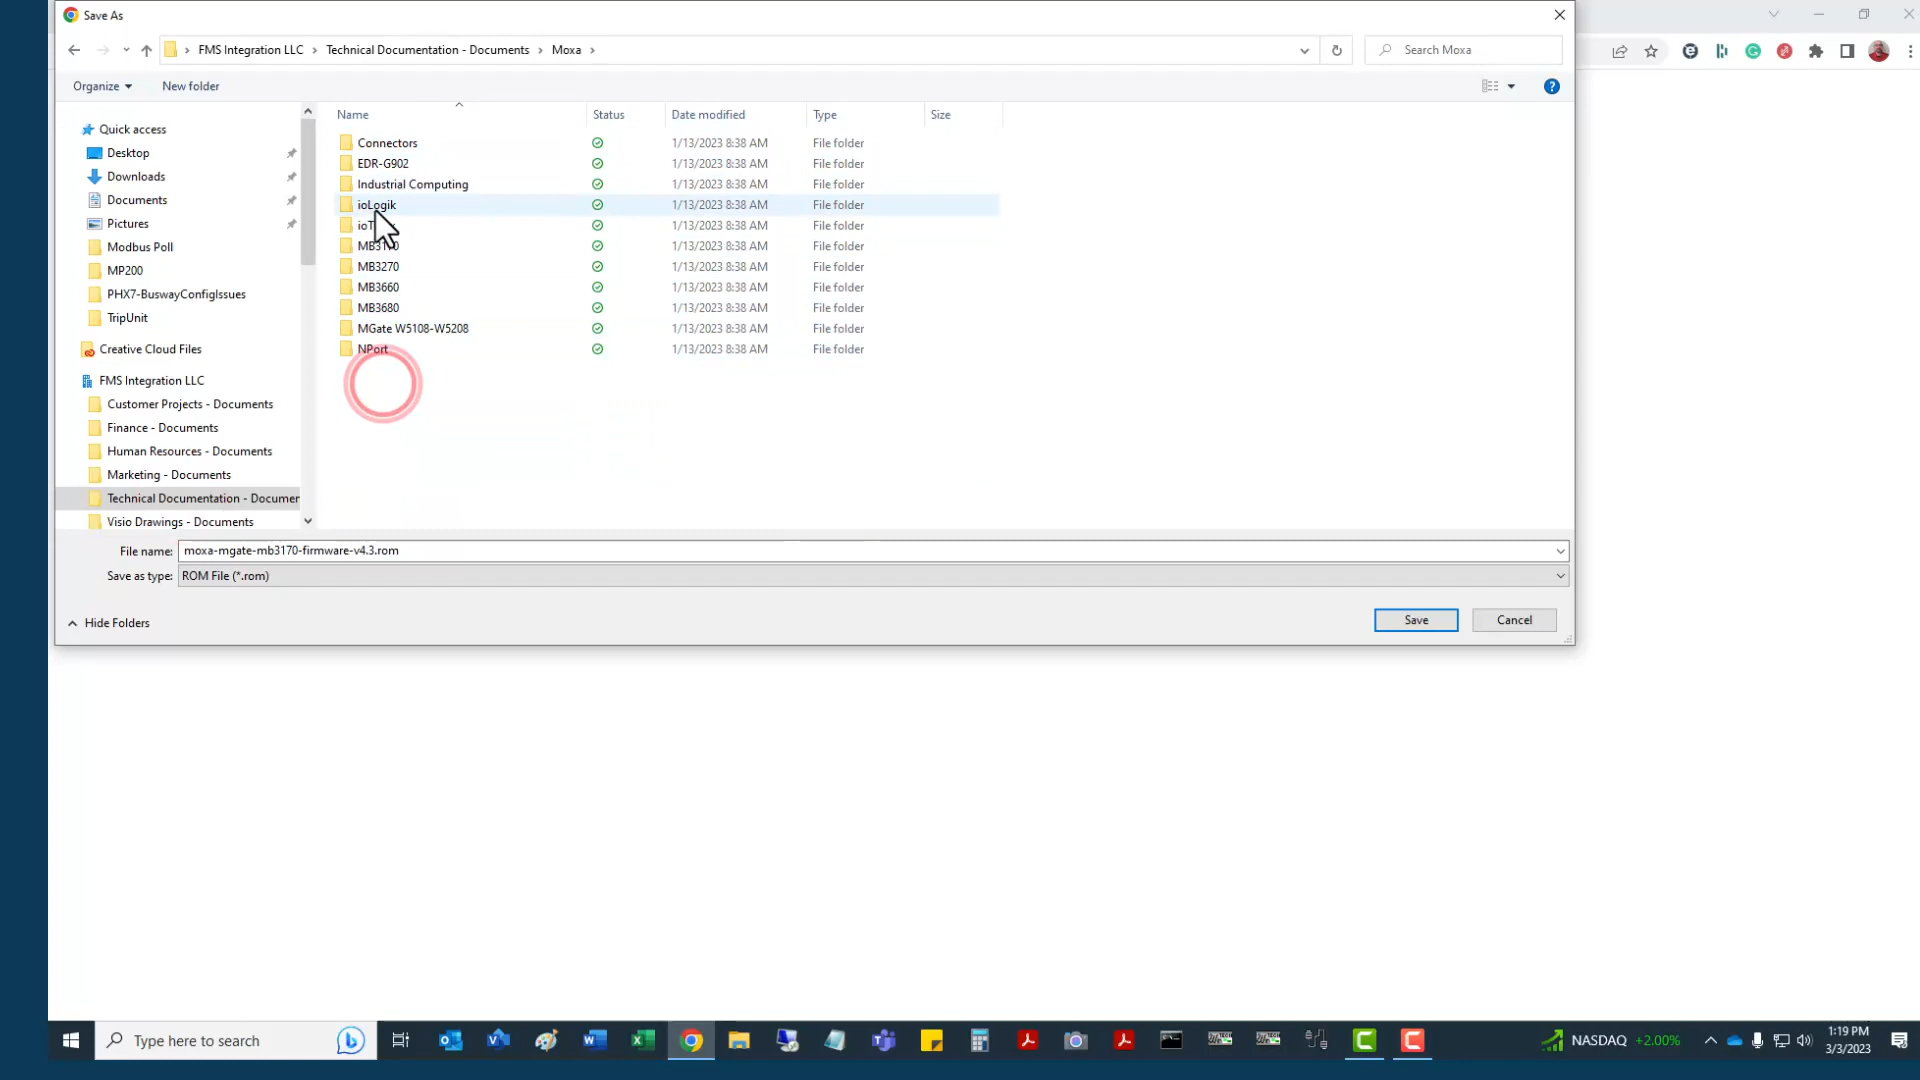 Save As
FMS Integration LLC › Technical Documentation - Documents › Moxa ›
Search Moxa
Organize
New folder
Name
Status
Date modified
Type
Size
Quick access
Desktop
Downloads
Documents
Pictures
Modbus Poll
MP200
PHX7-BuswayConfigIssues
TripUnit
Creative Cloud Files
FMS Integration LLC
Customer Projects - Documents
Finance - Documents
Human Resources - Documents
Marketing - Documents
Technical Documentation - Documer
Visio Drawings - Documents
Connectors 1/13/2023 8:38 AM File folder
EDR-G902 1/13/2023 8:38 AM File folder
Industrial Computing 1/13/2023 8:38 AM File folder
ioLogik 1/13/2023 8:38 AM File folder
1/13/2023 8:38 AM File folder
MB3170 1/13/2023 8:38 AM File folder
MB3270 1/13/2023 8:38 AM File folder
MB3660 1/13/2023 8:38 AM File folder
MB3680 1/13/2023 8:38 AM File folder
MGate W5108-W5208 1/13/2023 8:38 AM File folder
NPort 1/13/2023 8:38 AM File folder
File name: moxa-mgate-mb3170-firmware-v4.3.rom
Save as type: ROM File (*.rom)
Hide Folders
Save
Cancel
Type here to search
NASDAQ +2.00%
1:19 PM
3/3/2023